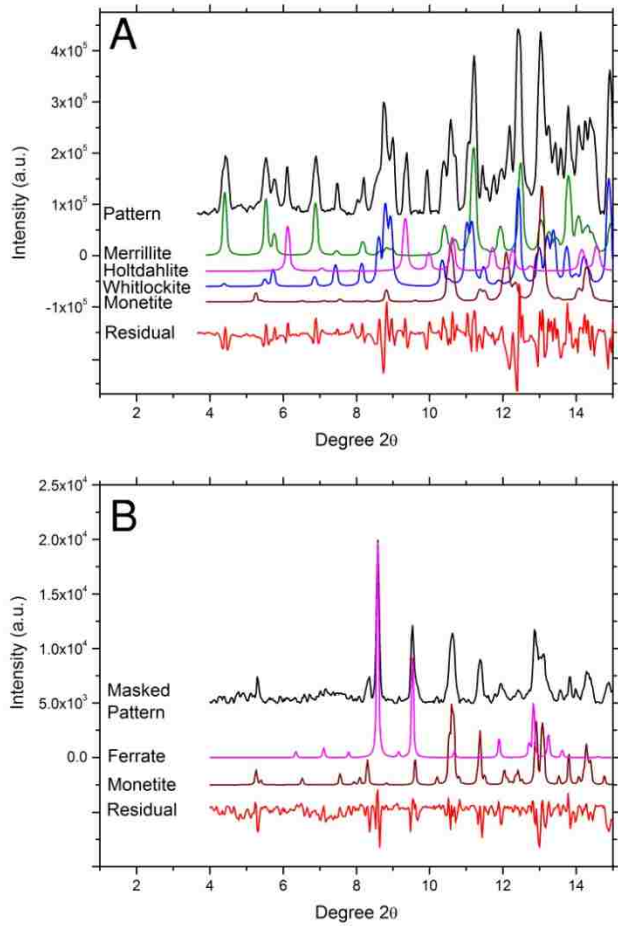 A
4x10⁵
3x10⁵
2x10⁵
1x10⁵
0
-1x10⁵
Intensity (a.u.)
Pattern
Merrillite
Holtdahlite
Whitlockite
Monetite
Residual
2 4 6 8 10 12 14
Degree 2θ
B
2.5x10⁴
2.0x10⁴
1.5x10⁴
1.0x10⁴
5.0x10³
0.0
Intensity (a.u.)
Masked
Pattern
Ferrate
Monetite
Residual
2 4 6 8 10 12 14
Degree 2θ